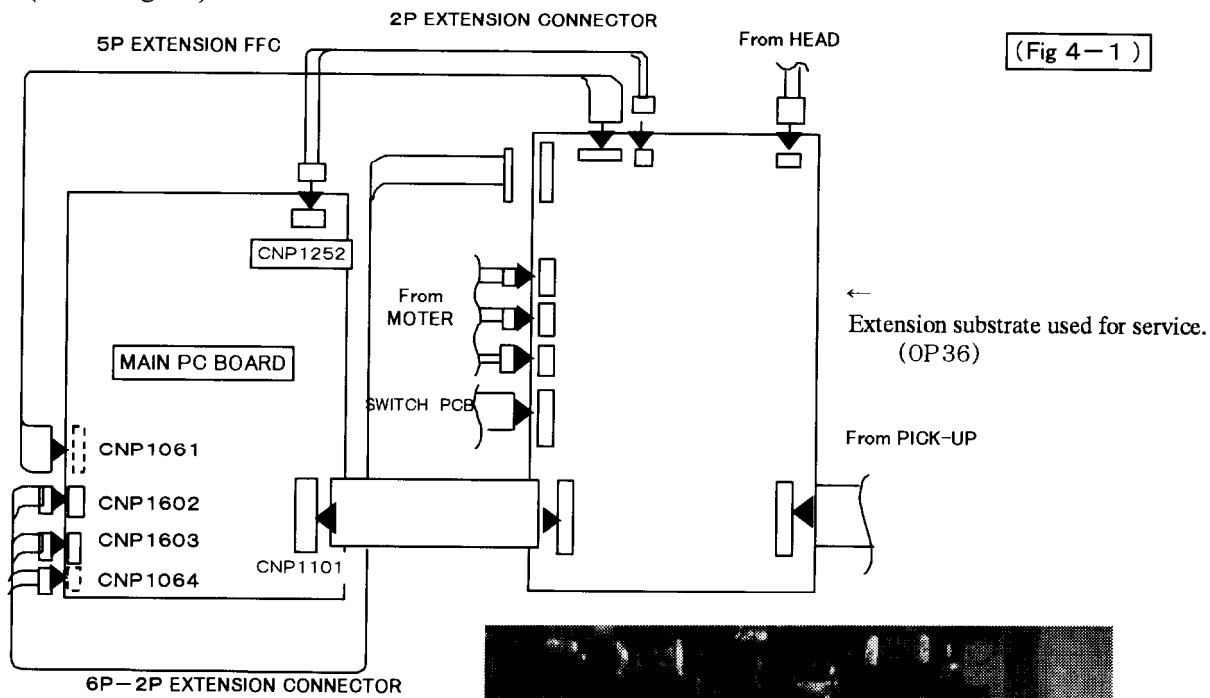 2P EXTENSION CONNECTOR
5P EXTENSION FFC
From HEAD
(Fig 4－1 )
CNP1252
From
MOTER
MAIN PC BOARD
←
Extension substrate used for service.
(OP36)
SWITCH PCB
From PICK-UP
CNP1061
CNP1602
CNP1603
CNP1064
CNP1101
6P－2P EXTENSION CONNECTOR